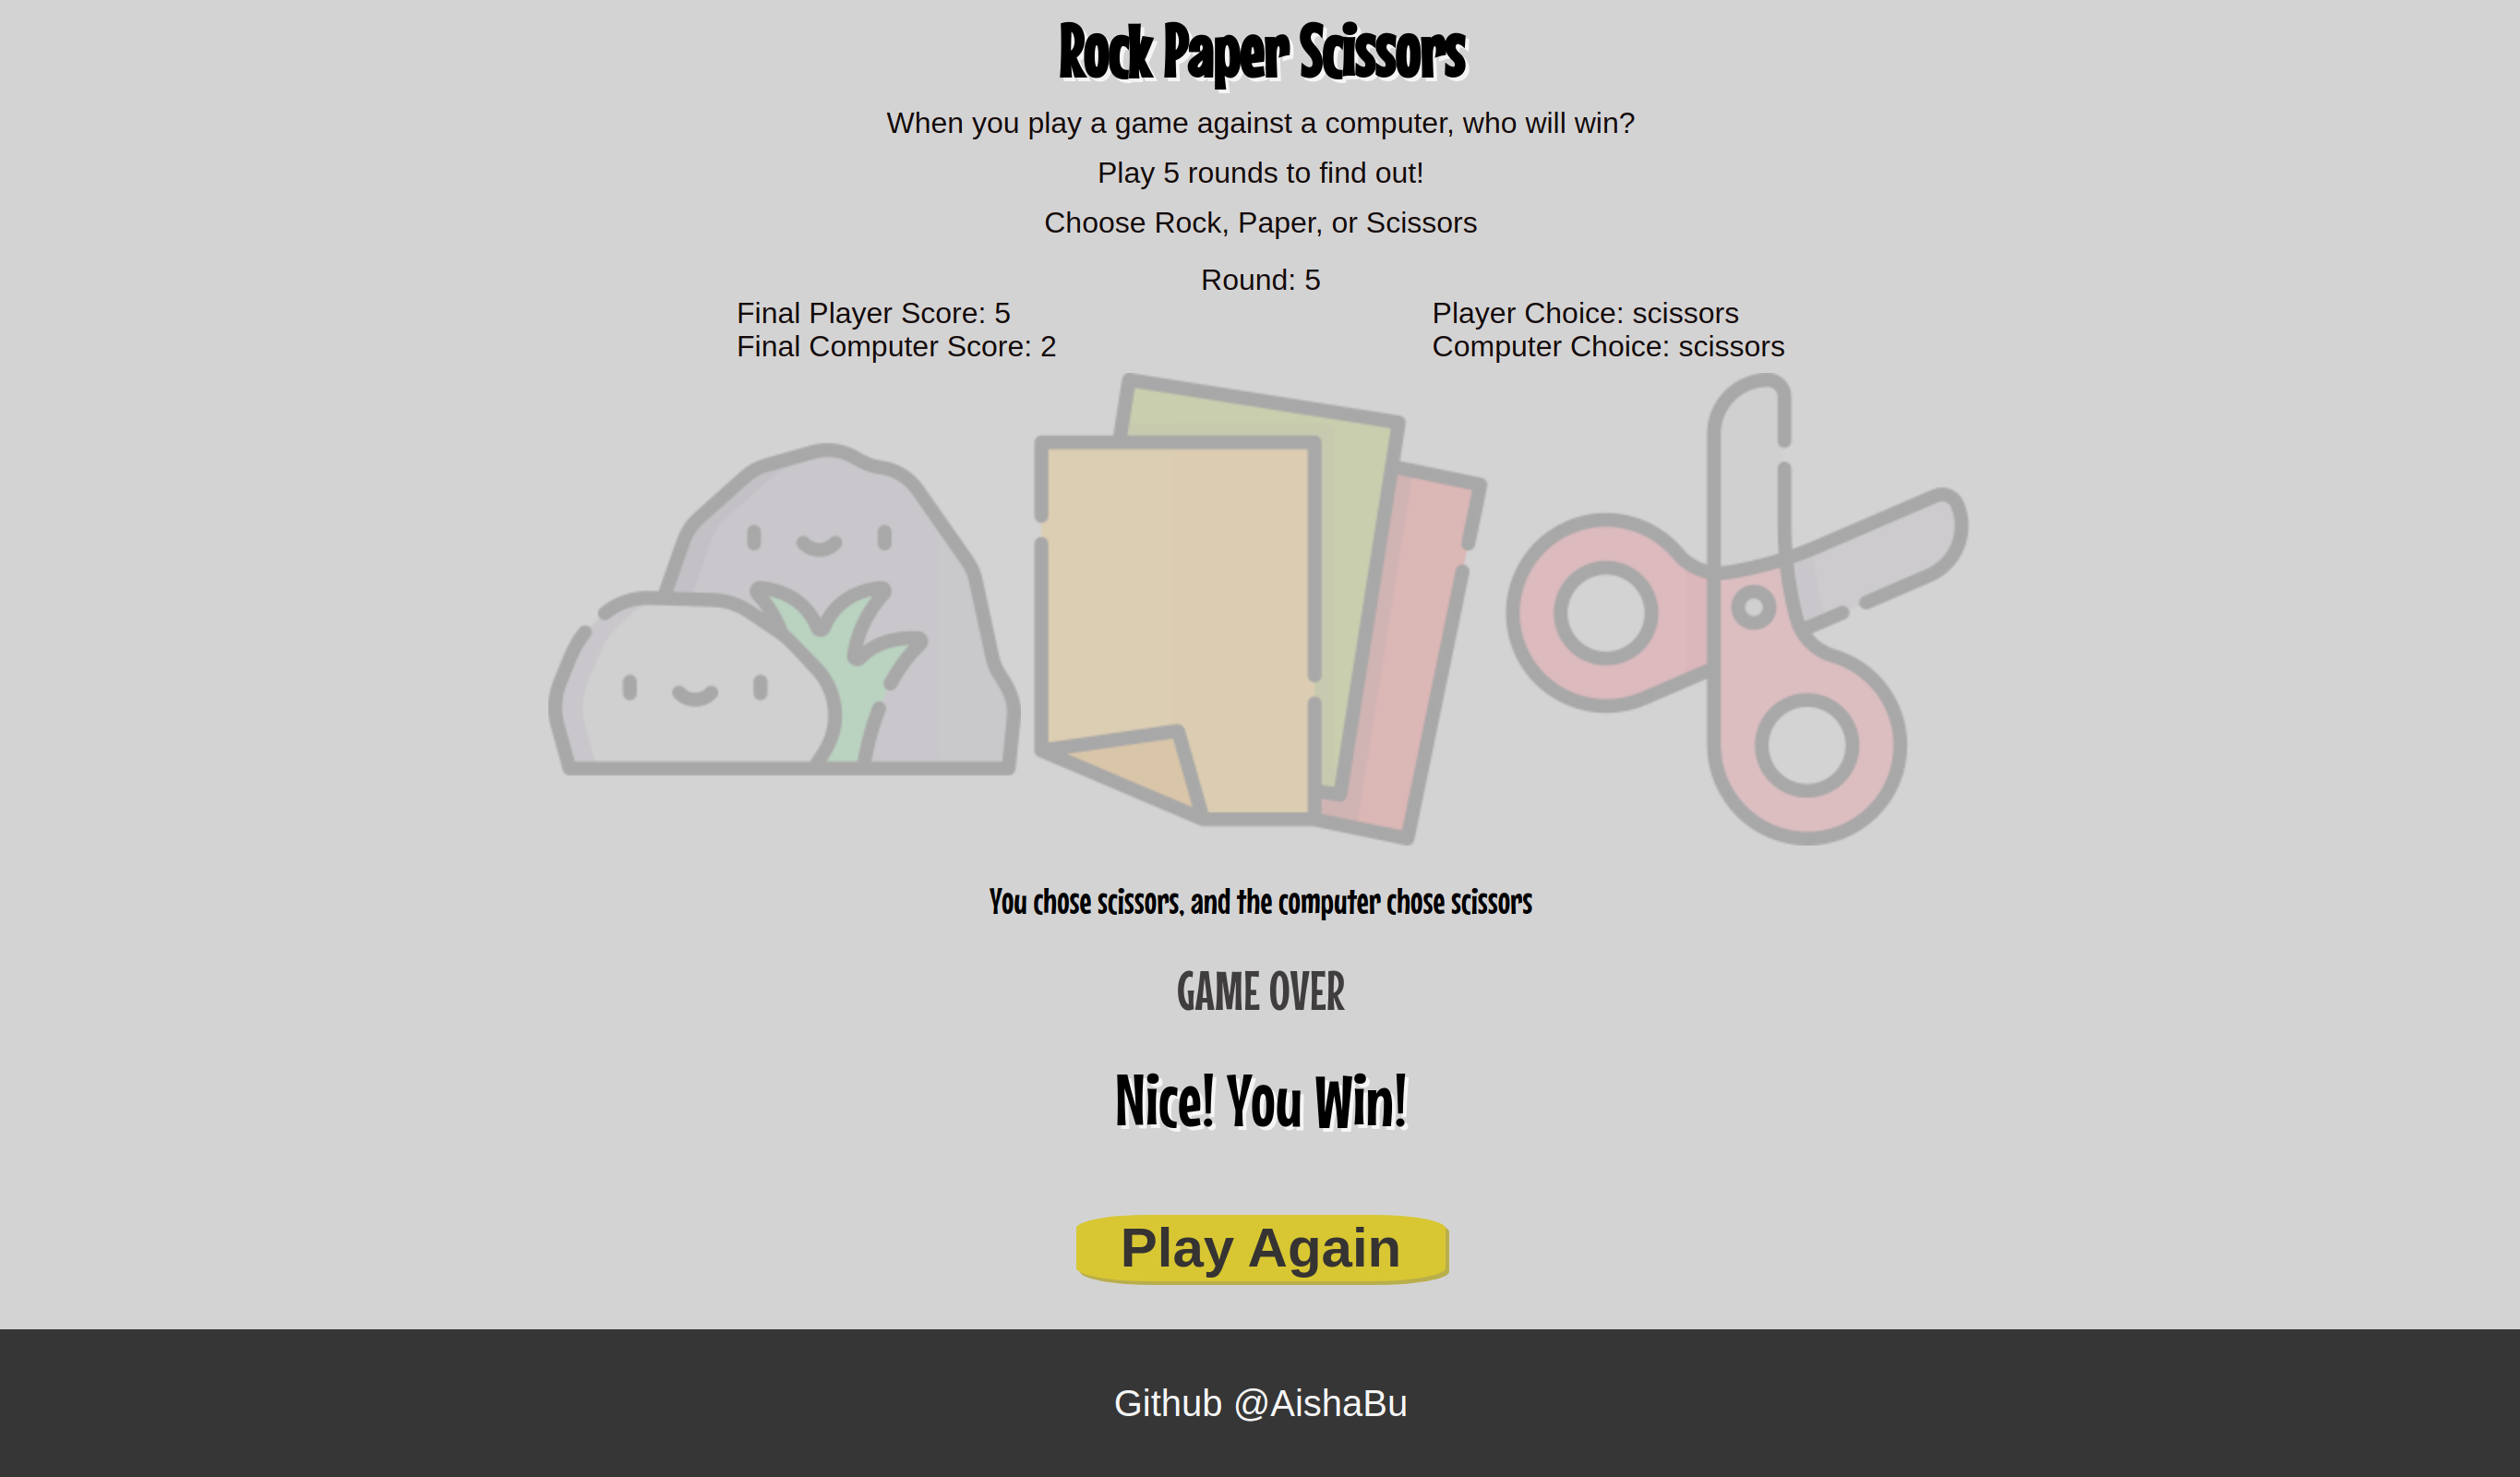 Rock Paper Scissors
When you play a game against a computer, who will win?
Play 5 rounds to find out!
Choose Rock, Paper, or Scissors
Round: 5
Final Player Score: 5
Final Computer Score: 2
Player Choice: scissors
Computer Choice: scissors
You chose scissors, and the computer chose scissors
GAME OVER
Nice! You Win!
Play Again
Github @AishaBu